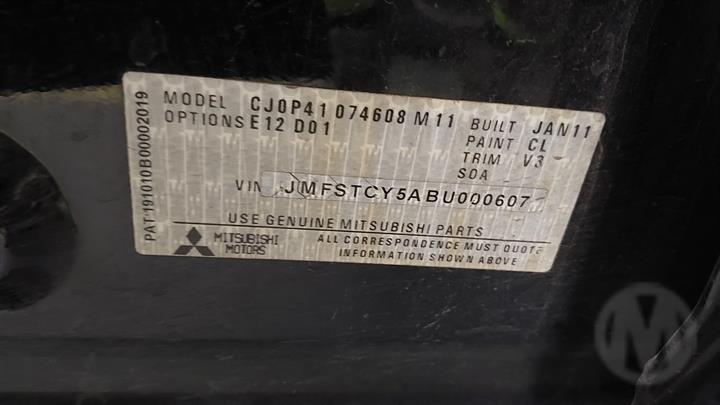 MODEL CJ0P41 074608 M11 BUILT JAN11
OPTIONS E12 D01 PAINT CL
TRIM V3
SOA
VIN JMFSTCY5ABU000607
USE GENUINE MITSUBISHI PARTS
MITSUBISHI MOTORS
ALL CORRESPONDENCE MUST QUOTE
INFORMATION SHOWN ABOVE
PAT 191010B00002019
M